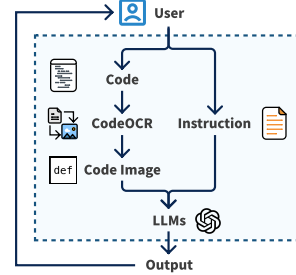 User
Code
CodeOCR
Instruction
def
Code Image
LLMs
Output